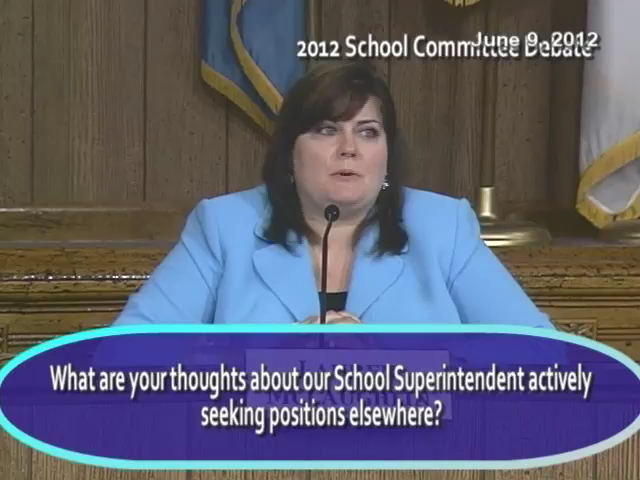 June 9, 2012
2012 School Committee Debate
What are your thoughts about our School Superintendent actively
seeking positions elsewhere?